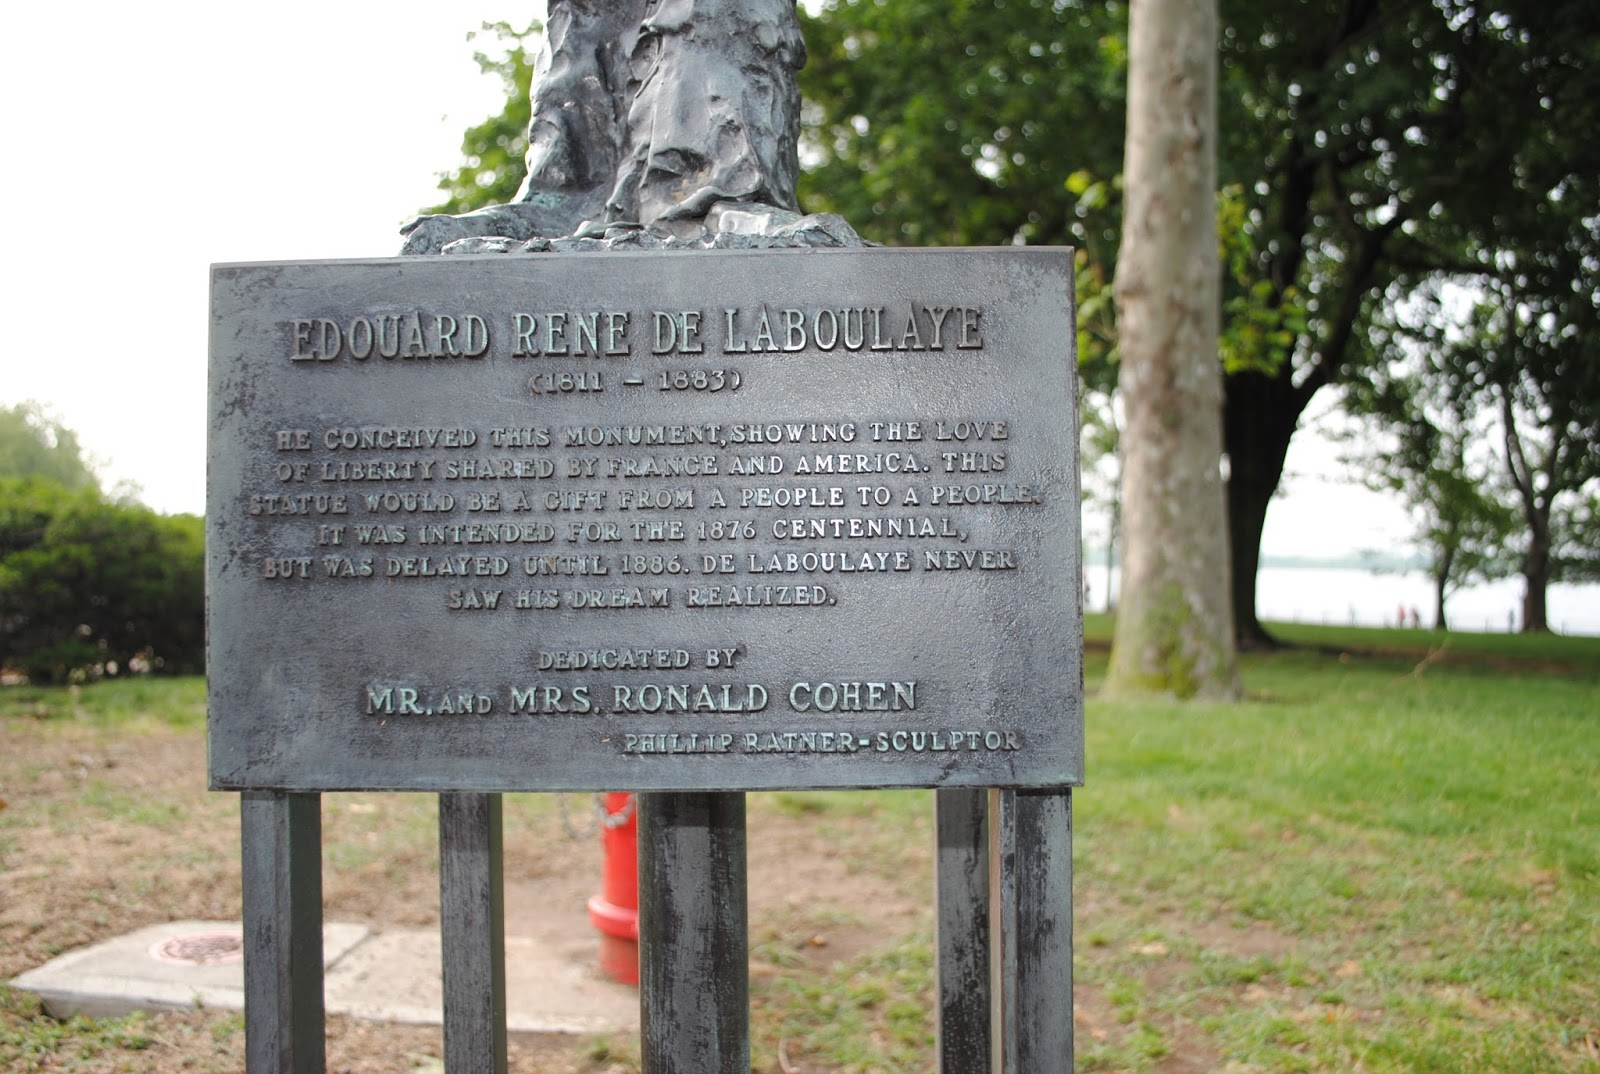 EDOUARD RENE DE LABOULAYE
(1811 – 1883)
HE CONCEIVED THIS MONUMENT, SHOWING THE LOVE
OF LIBERTY SHARED BY FRANCE AND AMERICA. THIS
STATUE WOULD BE A GIFT FROM A PEOPLE TO A PEOPLE.
IT WAS INTENDED FOR THE 1876 CENTENNIAL,
BUT WAS DELAYED UNTIL 1886. DE LABOULAYE NEVER
SAW HIS DREAM REALIZED.
DEDICATED BY
MR. AND MRS. RONALD COHEN
PHILLIP RATNER-SCULPTOR